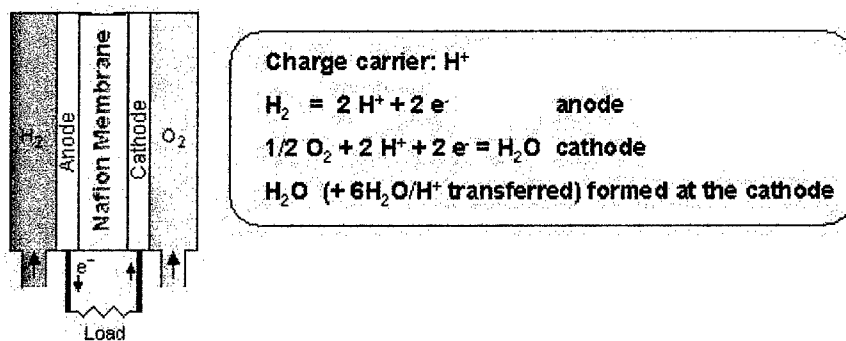 H₂
Anode
Nafion Membrane
Cathode
O₂
e⁻
Load
Charge carrier: H⁺
H₂ = 2 H⁺ + 2 e⁻ anode
1/2 O₂ + 2 H⁺ + 2 e⁻ = H₂O cathode
H₂O (+ 6H₂O/H⁺ transferred) formed at the cathode